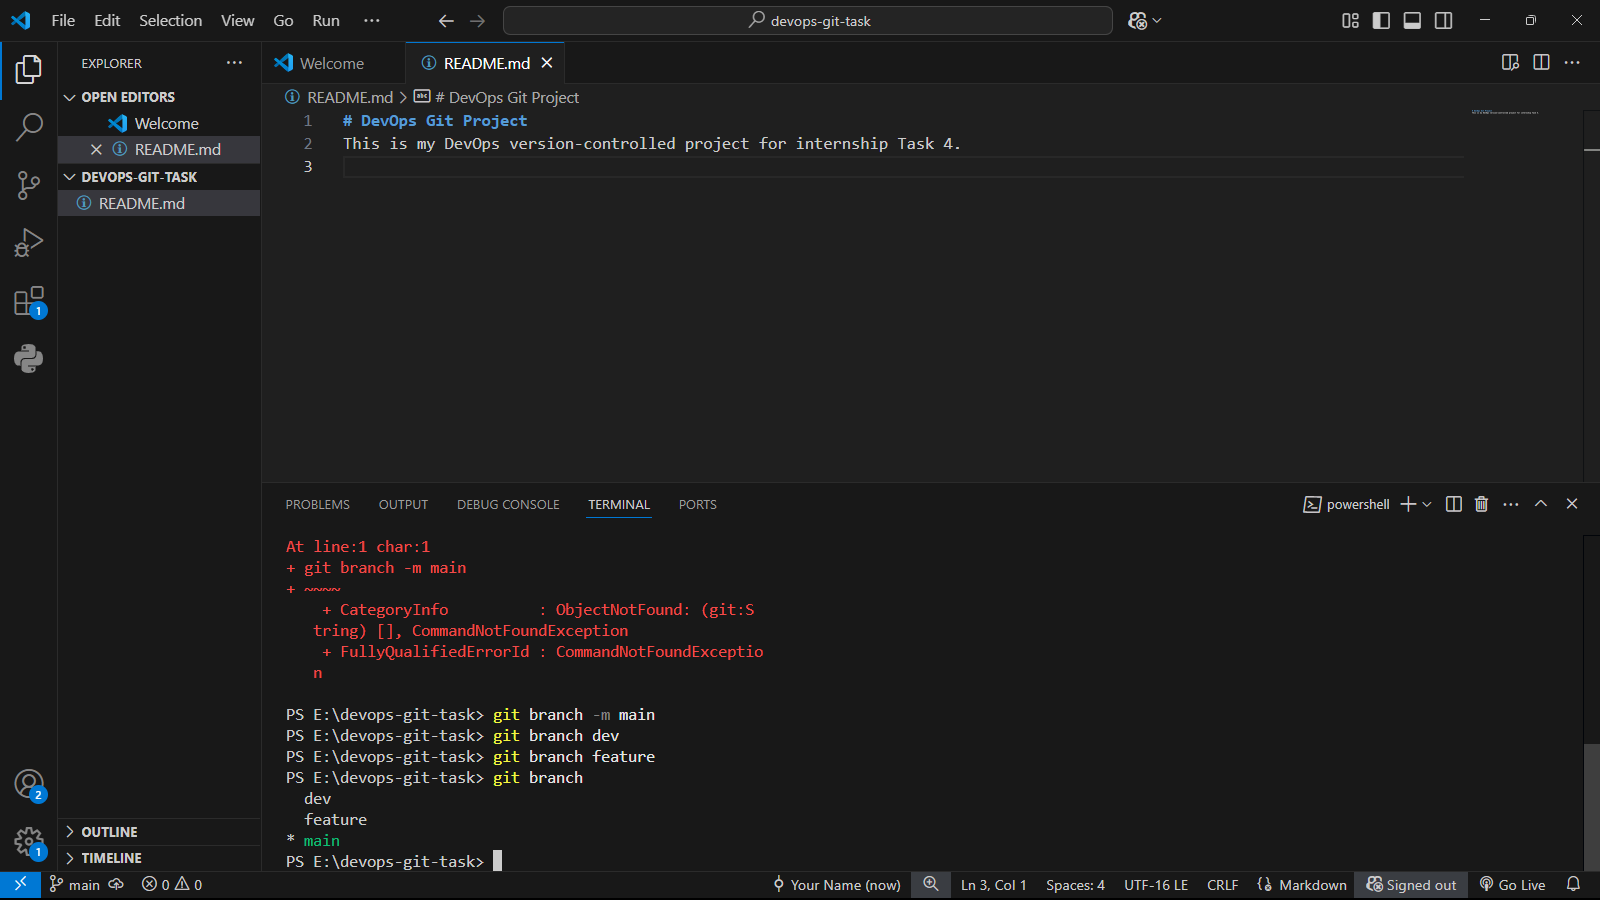 File Edit Selection View Go Run ··· devops-git-task
EXPLORER ···
OPEN EDITORS
Welcome
README.md
DEVOPS-GIT-TASK
README.md
OUTLINE
TIMELINE
Welcome README.md
README.md > # DevOps Git Project
1 # DevOps Git Project
2 This is my DevOps version-controlled project for internship Task 4.
3
PROBLEMS OUTPUT DEBUG CONSOLE TERMINAL PORTS powershell
At line:1 char:1
+ git branch -m main
+ ~~~~
+ CategoryInfo : ObjectNotFound: (git:S
tring) [], CommandNotFoundException
+ FullyQualifiedErrorId : CommandNotFoundExceptio
n
PS E:\devops-git-task> git branch -m main
PS E:\devops-git-task> git branch dev
PS E:\devops-git-task> git branch feature
PS E:\devops-git-task> git branch
dev
feature
* main
PS E:\devops-git-task>
1
2
1
main 0 0 Your Name (now) Ln 3, Col 1 Spaces: 4 UTF-16 LE CRLF {} Markdown Signed out Go Live